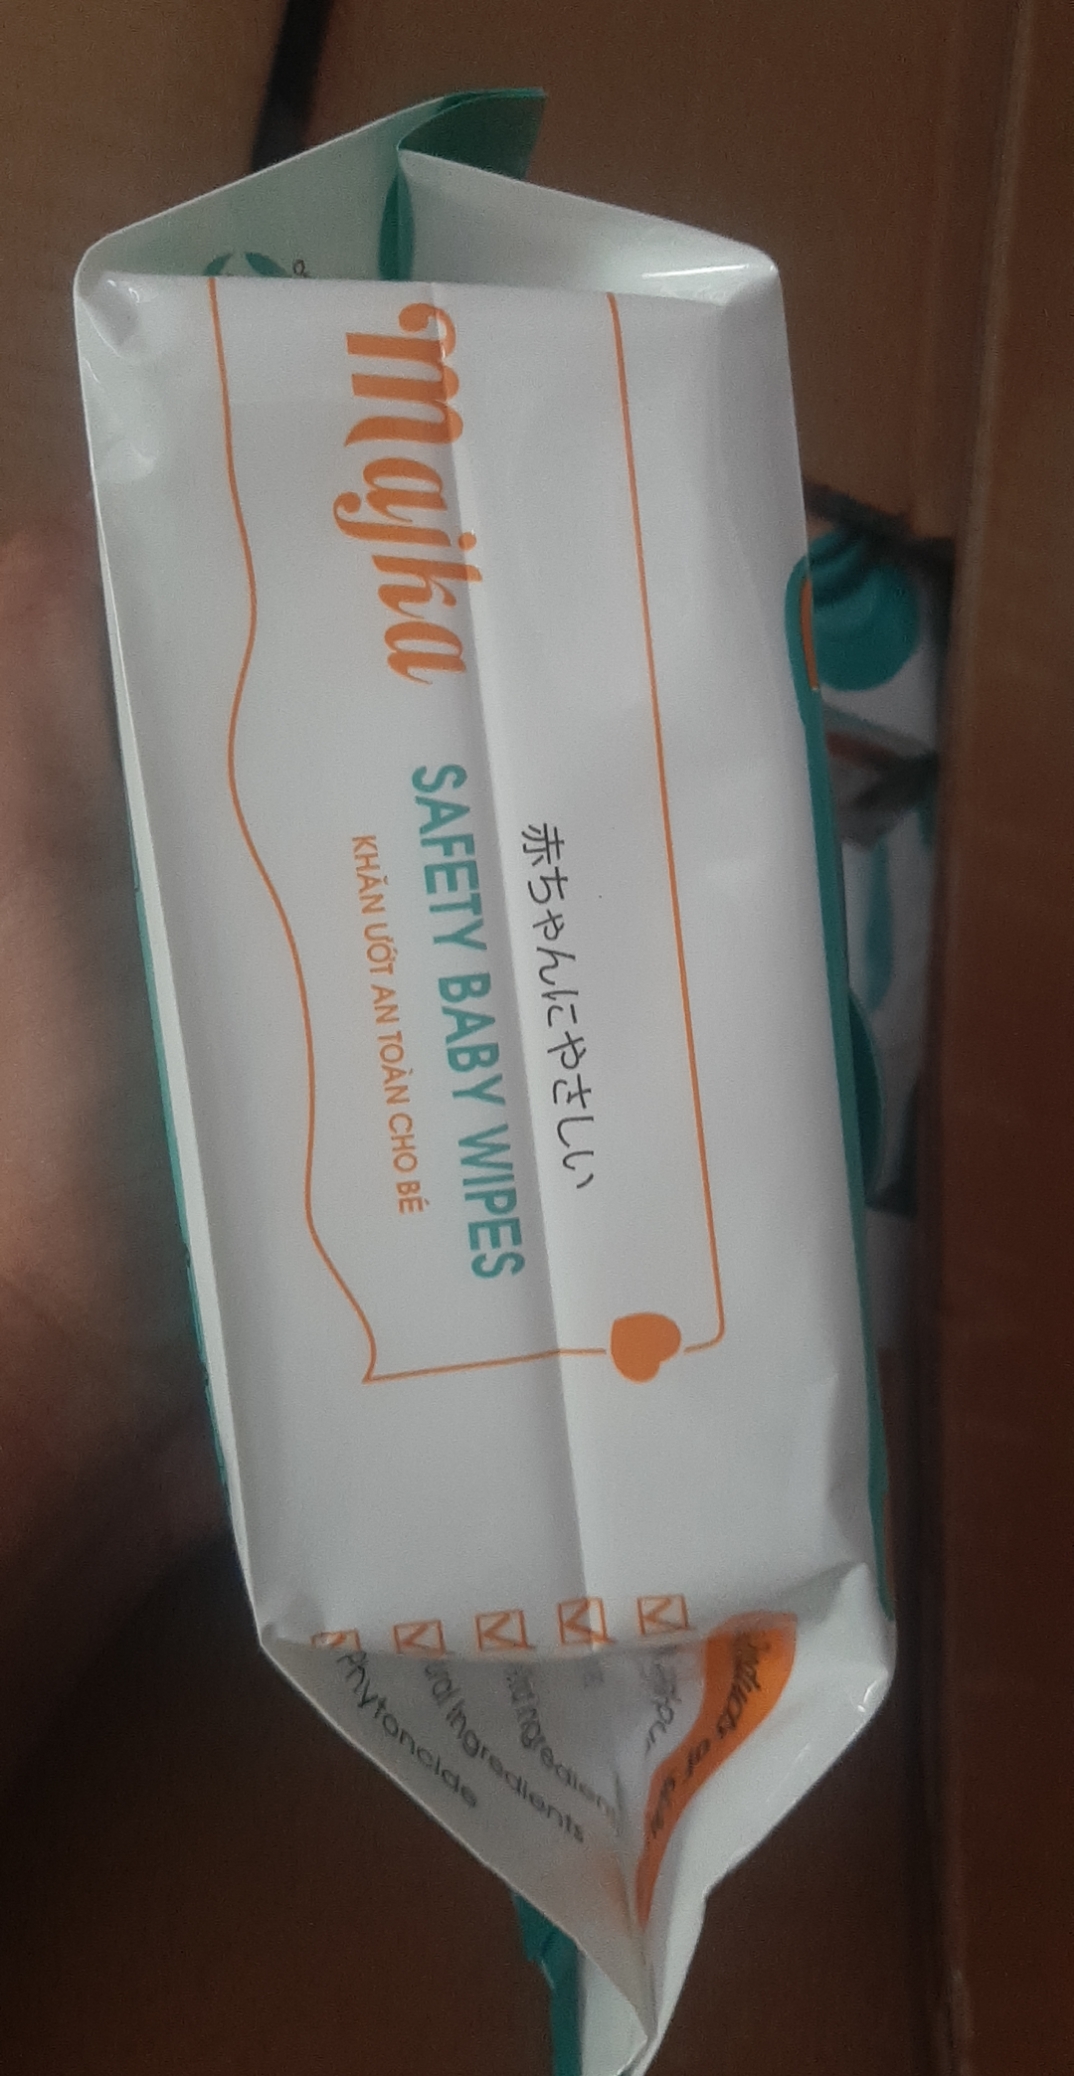 赤ちゃんにやさしい
Majka
SAFETY BABY WIPES
KHĂN ƯỚT AN TOÀN CHO BÉ
of
Ingredients
Phytoncide